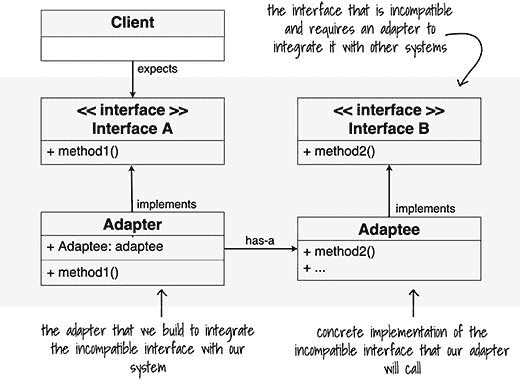 Client
the interface that is incompatible
and requires an adapter to
integrate it with other systems
expects
<< interface >>
Interface A
+ method1()
<< interface >>
Interface B
+ method2()
implements
implements
Adapter
+ Adaptee: adaptee
+ method1()
has-a
Adaptee
+ method2()
+ ...
the adapter that we build to integrate
the incompatible interface with our
system
concrete implementation of the
incompatible interface that our adapter
will call